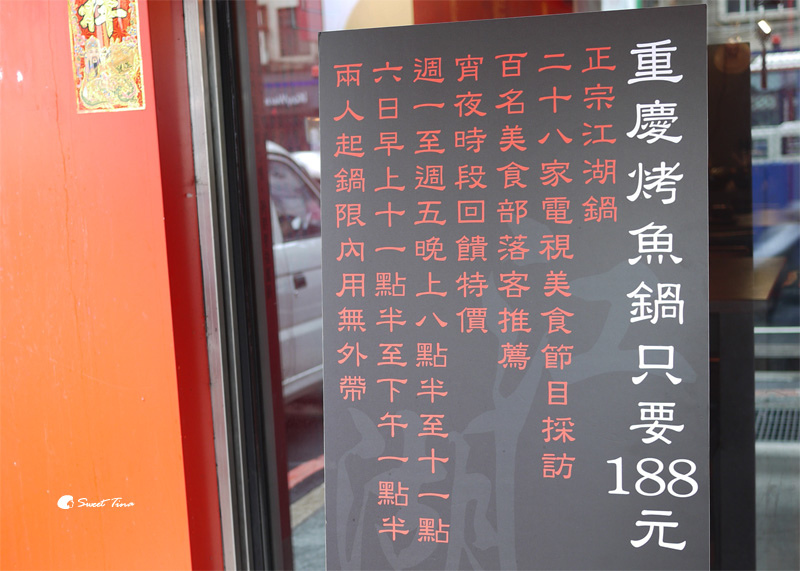 重慶烤魚鍋只要188元
正宗江湖鍋
二十八家電視美食節目採訪
百名美食部落客推薦
宵夜時段回饋特價
週一至週五晚上八點半至十一點
六日早上十一點半至下午一點半
兩人起鍋限內用無外帶
江湖
祥
Sweet Tina